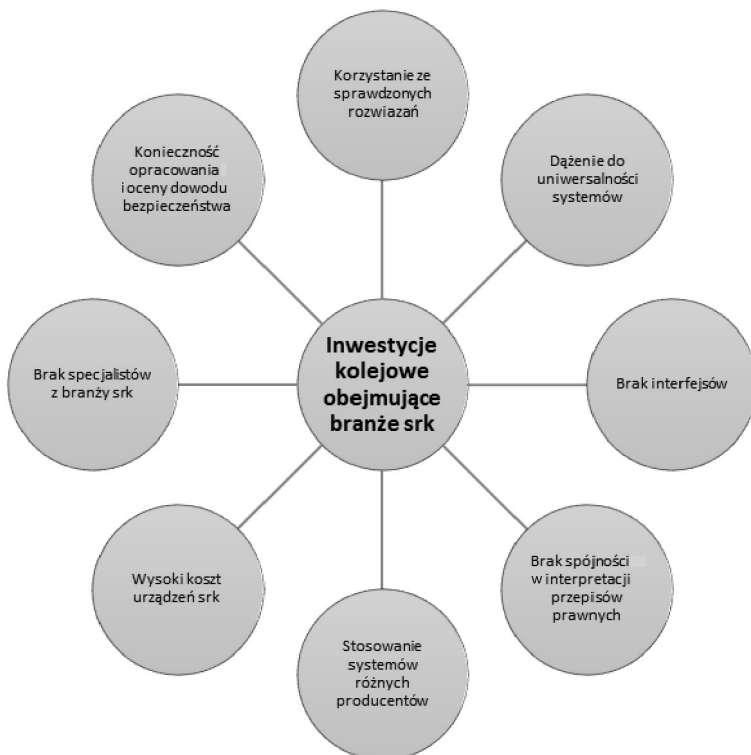 Korzystanie ze
sprawdzonych
rozwiazań
Dążenie do
uniwersalności
systemów
Brak interfejsów
Brak spójności
w interpretacji
przepisów
prawnych
Stosowanie
systemów
różnych
producentów
Wysoki koszt
urządzeń srk
Brak specjalistów
z branży srk
Konieczność
opracowania
i oceny dowodu
bezpieczeństwa
Inwestycje
kolejowe
obejmujące
branże srk